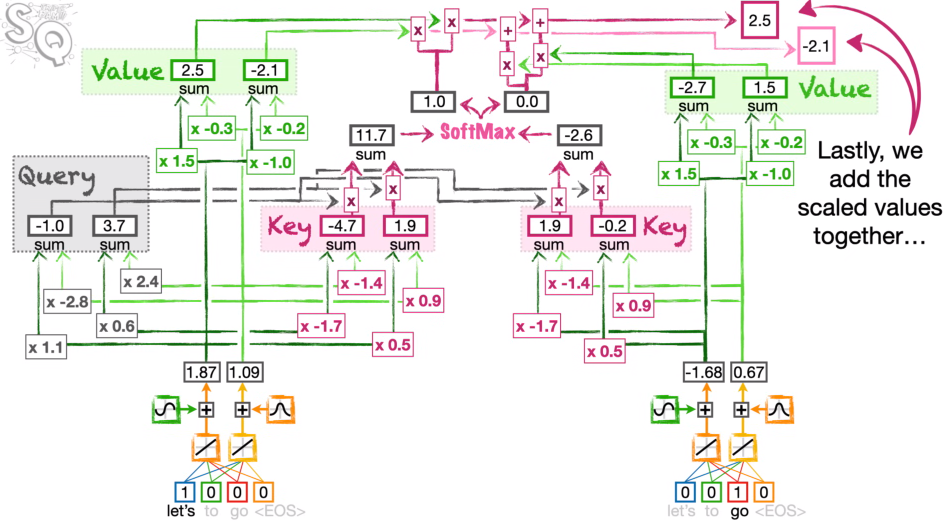 SQ
2.5
-2.1
Lastly, we
add the
scaled values
together…
x
x
+
+
x
x
Value
2.5
-2.1
sum
sum
x -0.3
x -0.2
x 1.5
x -1.0
1.0
0.0
SoftMax
11.7
-2.6
sum
sum
-2.7
1.5
Value
sum
sum
x -0.3
x -0.2
x 1.5
x -1.0
Query
-1.0
3.7
sum
sum
x 2.4
x -2.8
x 0.6
x 1.1
x
x
Key
-4.7
1.9
sum
sum
x -1.4
x 0.9
x -1.7
x 0.5
x
x
1.9
-0.2
Key
sum
sum
x -1.4
x 0.9
x -1.7
x 0.5
1.87
1.09
+
+
1
0
0
0
let's
to
go
<EOS>
-1.68
0.67
+
+
0
0
1
0
let's
to
go
<EOS>